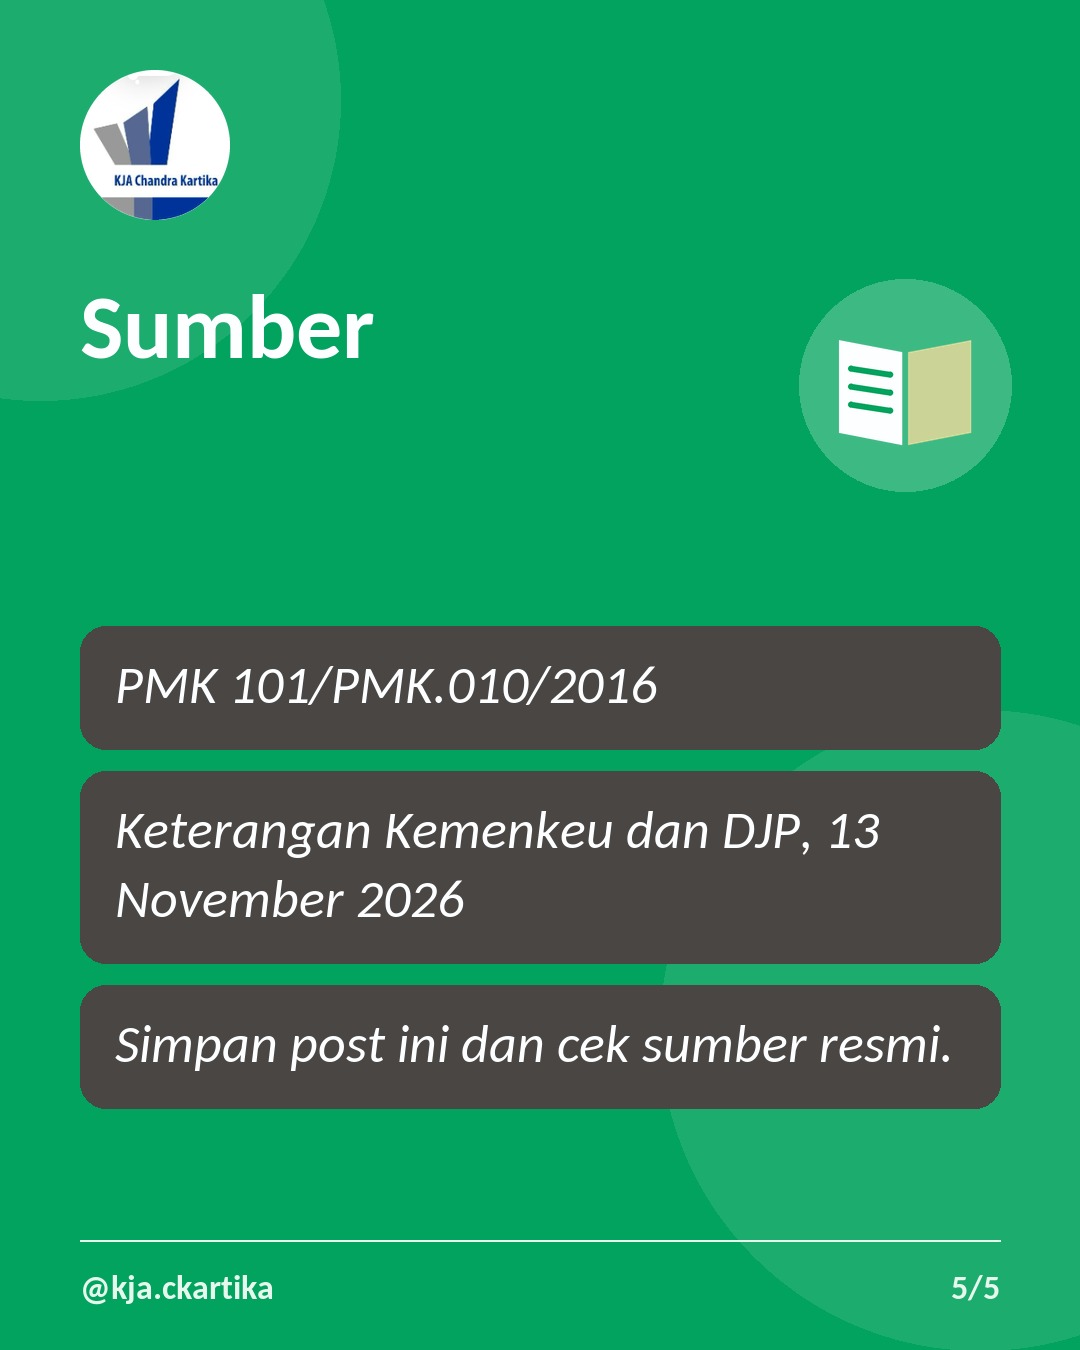 KJA Chandra Kartika
Sumber
PMK 101/PMK.010/2016
Keterangan Kemenkeu dan DJP, 13
November 2026
Simpan post ini dan cek sumber resmi.
@kja.ckartika
5/5